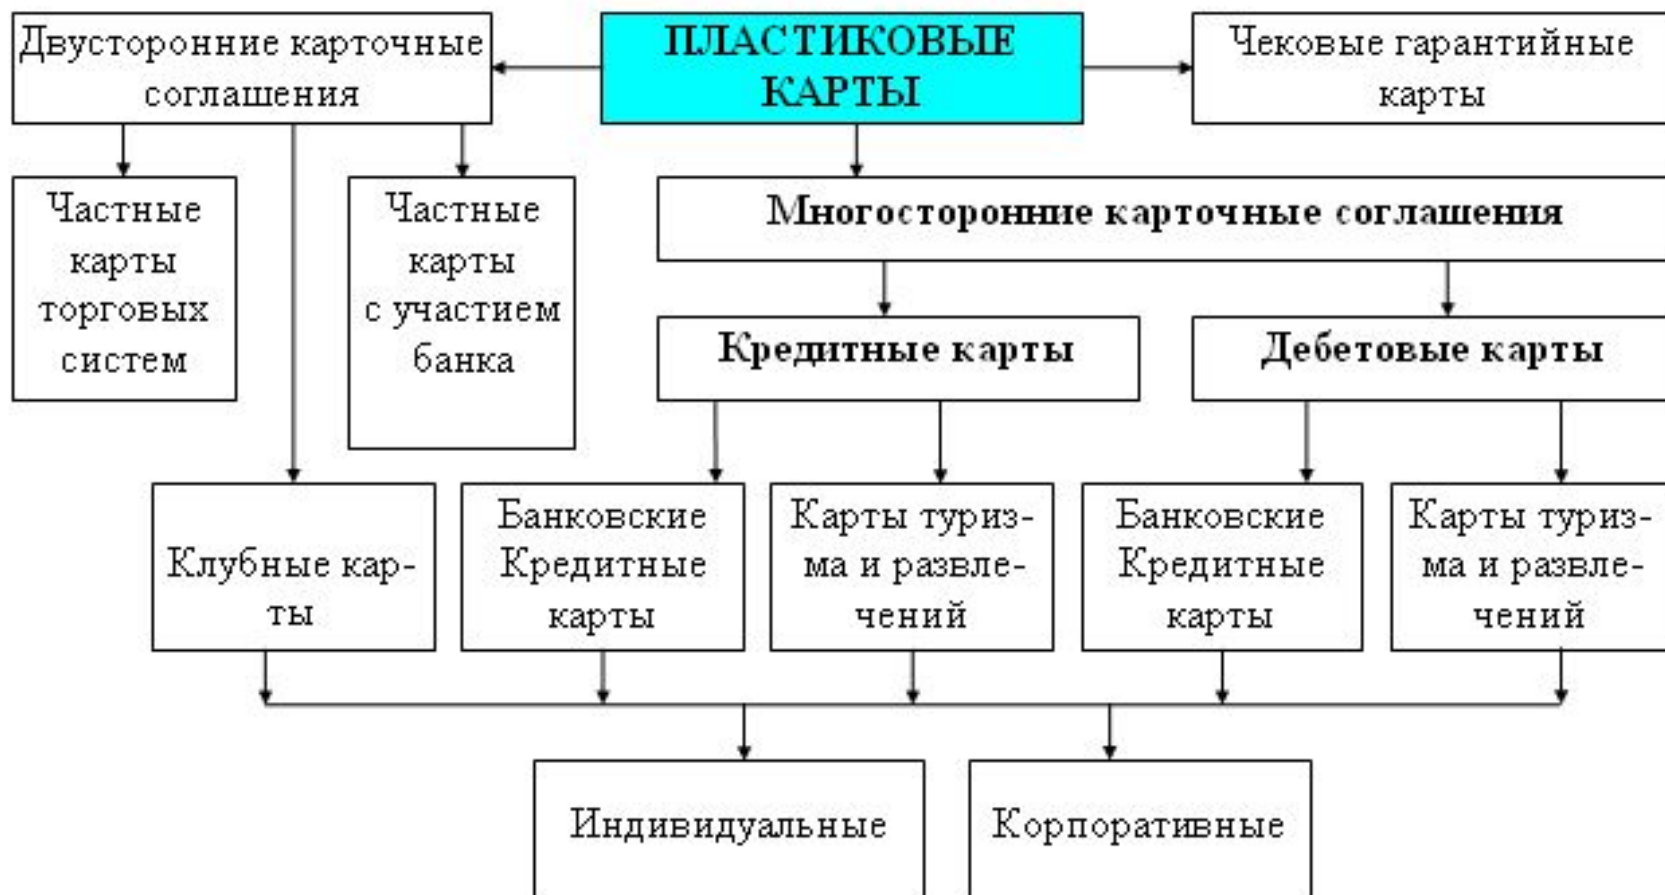 Двусторонние карточные
соглашения
ПЛАСТИКОВЫЕ
КАРТЫ
Чековые гарантийные
карты
Частные
карты
торговых
систем
Частные
карты
с участием
банка
Многосторонние карточные соглашения
Кредитные карты
Дебетовые карты
Клубные кар-
ты
Банковские
Кредитные
карты
Карты туриз-
ма и развле-
чений
Банковские
Кредитные
карты
Карты туриз-
ма и развле-
чений
Индивидуальные
Корпоративные